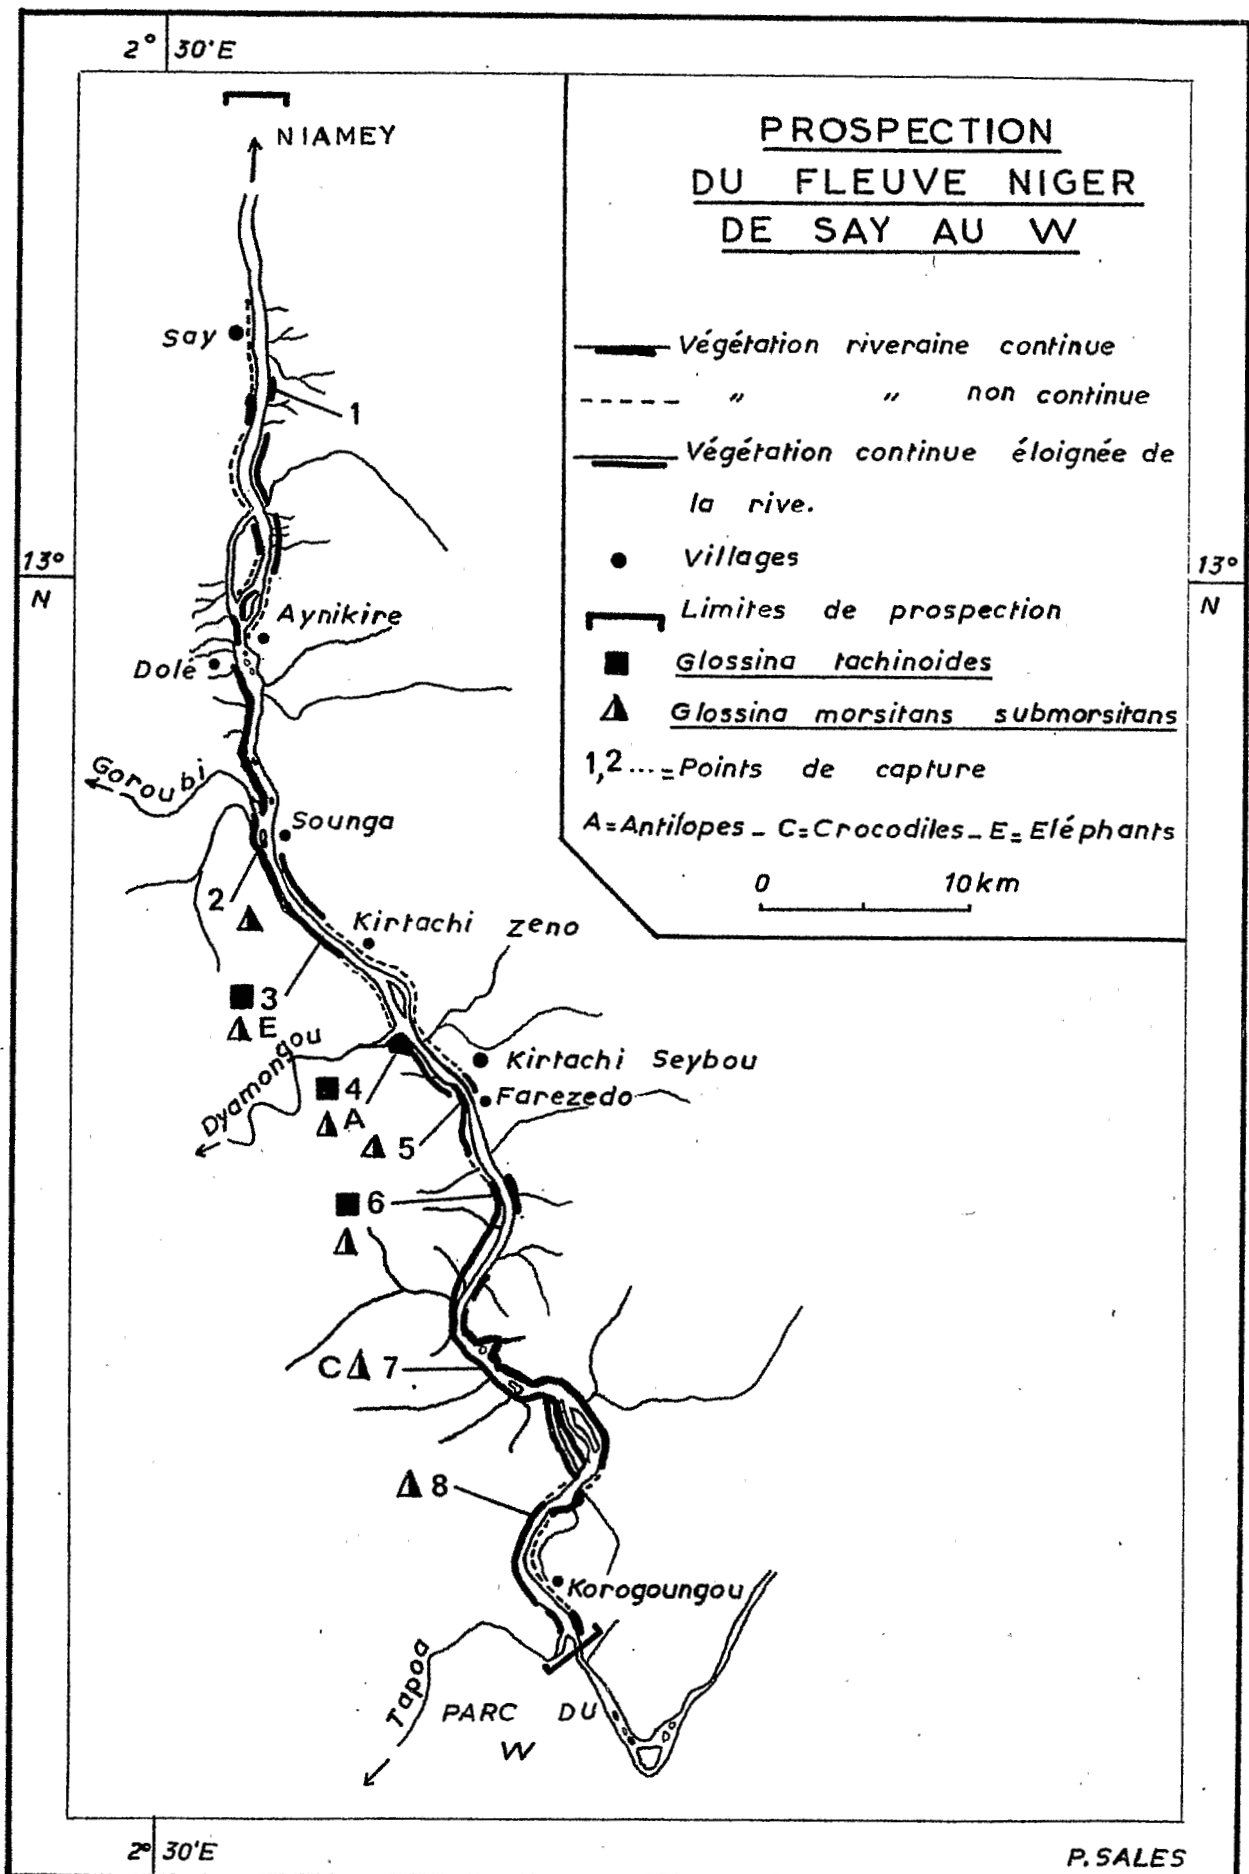 2° 30'E
NIAMEY
PROSPECTION
DU FLEUVE NIGER
DE SAY AU W
Say
1
Végétation riveraine continue
" " non continue
Végétation continue éloignée de
la rive.
13°
N
13°
N
Villages
Aynikire
Limites de prospection
Dole
Glossina tachinoides
Glossina morsitans submorsitans
Goroubi
1,2....=Points de capture
Sounga
A=Antilopes - C=Crocodiles - E=Eléphants
0 10 km
2
Kirtachi Zeno
3
E
Dyamongou
Kirtachi Seybou
4
A
Farezedo
5
6
C 7
8
Korogoungou
Tapoa
PARC DU
W
2° 30'E
P. SALES